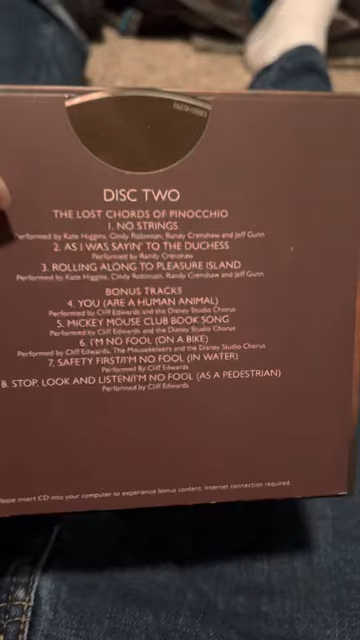 DISC TWO
THE LOST CHORDS OF PINOCCHIO
1. NO STRINGS
Performed by Kate Higgins, Cindy Robinson, Randy Crenshaw and Jeff Gunn
2. AS I WAS SAYIN' TO THE DUCHESS
Performed by Randy Crenshaw
3. ROLLING ALONG TO PLEASURE ISLAND
Performed by Kate Higgins, Cindy Robinson, Randy Crenshaw and Jeff Gunn
BONUS TRACKS
4. YOU (ARE A HUMAN ANIMAL)
Performed by Cliff Edwards and the Disney Studio Chorus
5. MICKEY MOUSE CLUB BOOK SONG
Performed by Cliff Edwards and the Disney Studio Chorus
6. I'M NO FOOL (ON A BIKE)
Performed by Cliff Edwards, The Mouseketeers and the Disney Studio Chorus
7. SAFETY FIRST/I'M NO FOOL (IN WATER)
Performed By Cliff Edwards
8. STOP, LOOK AND LISTEN/I'M NO FOOL (AS A PEDESTRIAN)
Performed by Cliff Edwards
Please insert CD into your computer to experience bonus content. Internet connection required.